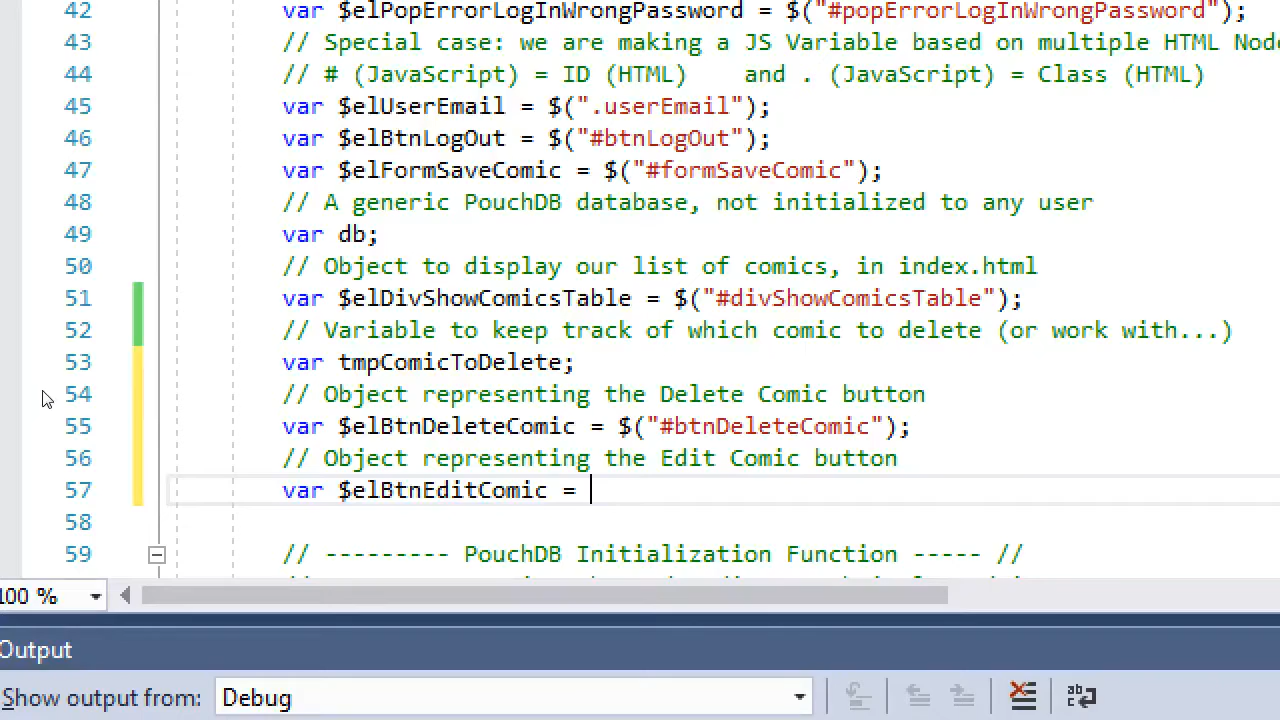 42 var $elPopErrorLogInWrongPassword = $("#popErrorLogInWrongPassword");
43 // Special case: we are making a JS Variable based on multiple HTML Node
44 // # (JavaScript) = ID (HTML)    and . (JavaScript) = Class (HTML)
45 var $elUserEmail = $(".userEmail");
46 var $elBtnLogOut = $("#btnLogOut");
47 var $elFormSaveComic = $("#formSaveComic");
48 // A generic PouchDB database, not initialized to any user
49 var db;
50 // Object to display our list of comics, in index.html
51 var $elDivShowComicsTable = $("#divShowComicsTable");
52 // Variable to keep track of which comic to delete (or work with...)
53 var tmpComicToDelete;
54 // Object representing the Delete Comic button
55 var $elBtnDeleteComic = $("#btnDeleteComic");
56 // Object representing the Edit Comic button
57 var $elBtnEditComic =
58
59 // --------- PouchDB Initialization Function ----- //
100 %
Output
Show output from: Debug